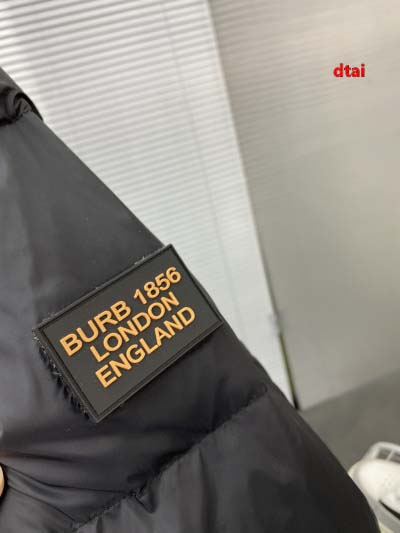 dtai
BURB 1856
LONDON
ENGLAND